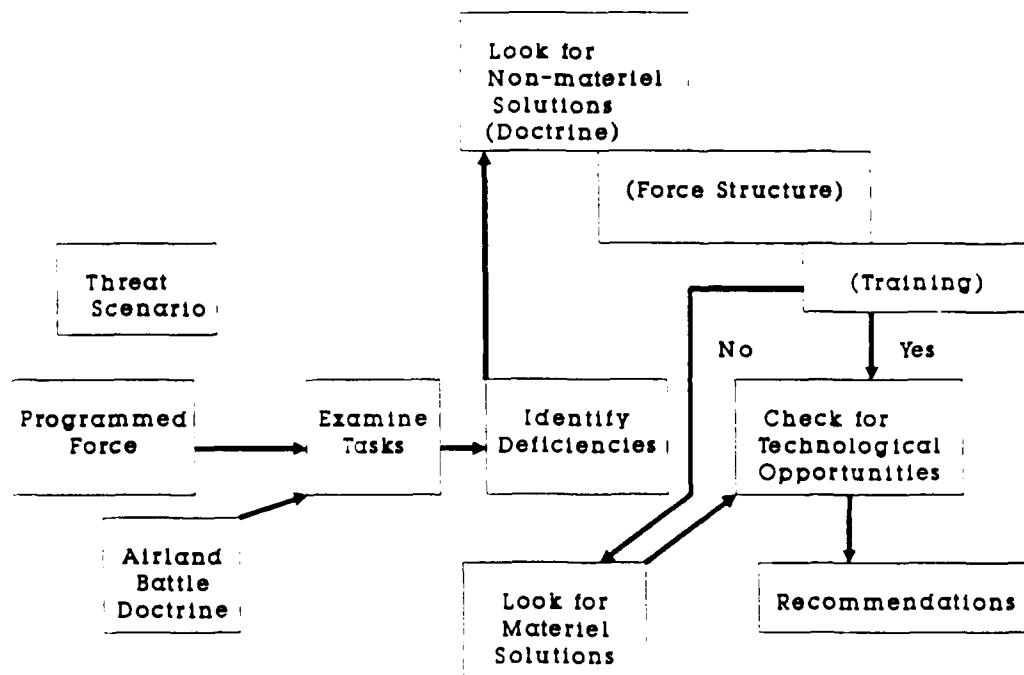 Look for
Non-materiel
Solutions
(Doctrine)
(Force Structure)
Threat
Scenario
(Training)
No
Yes
Programmed
Force
Examine
Tasks
Identify
Deficiencies
Check for
Technological
Opportunities
Airland
Battle
Doctrine
Look for
Materiel
Solutions
Recommendations